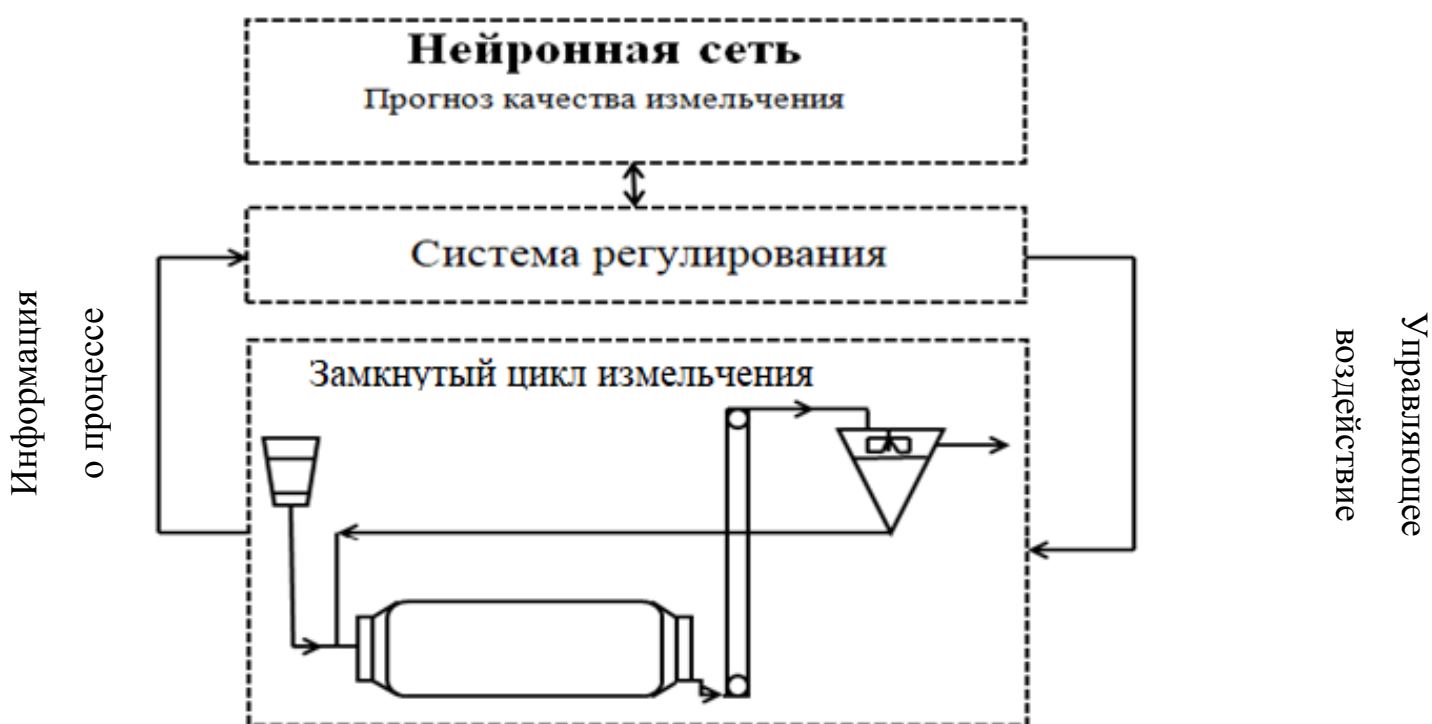 Нейронная сеть
Прогноз качества измельчения
Система регулирования
Замкнутый цикл измельчения
Информация
о процессе
Управляющее
воздействие